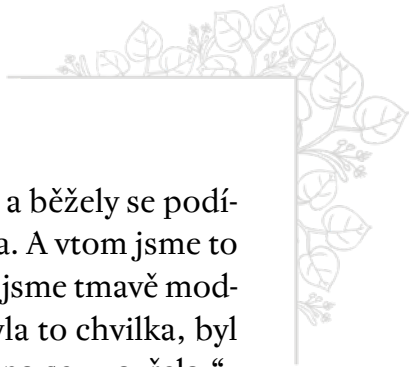 a běžely se podí-
a. A vtom jsme to
jsme tmavě mod-
yla to chvilka, byl